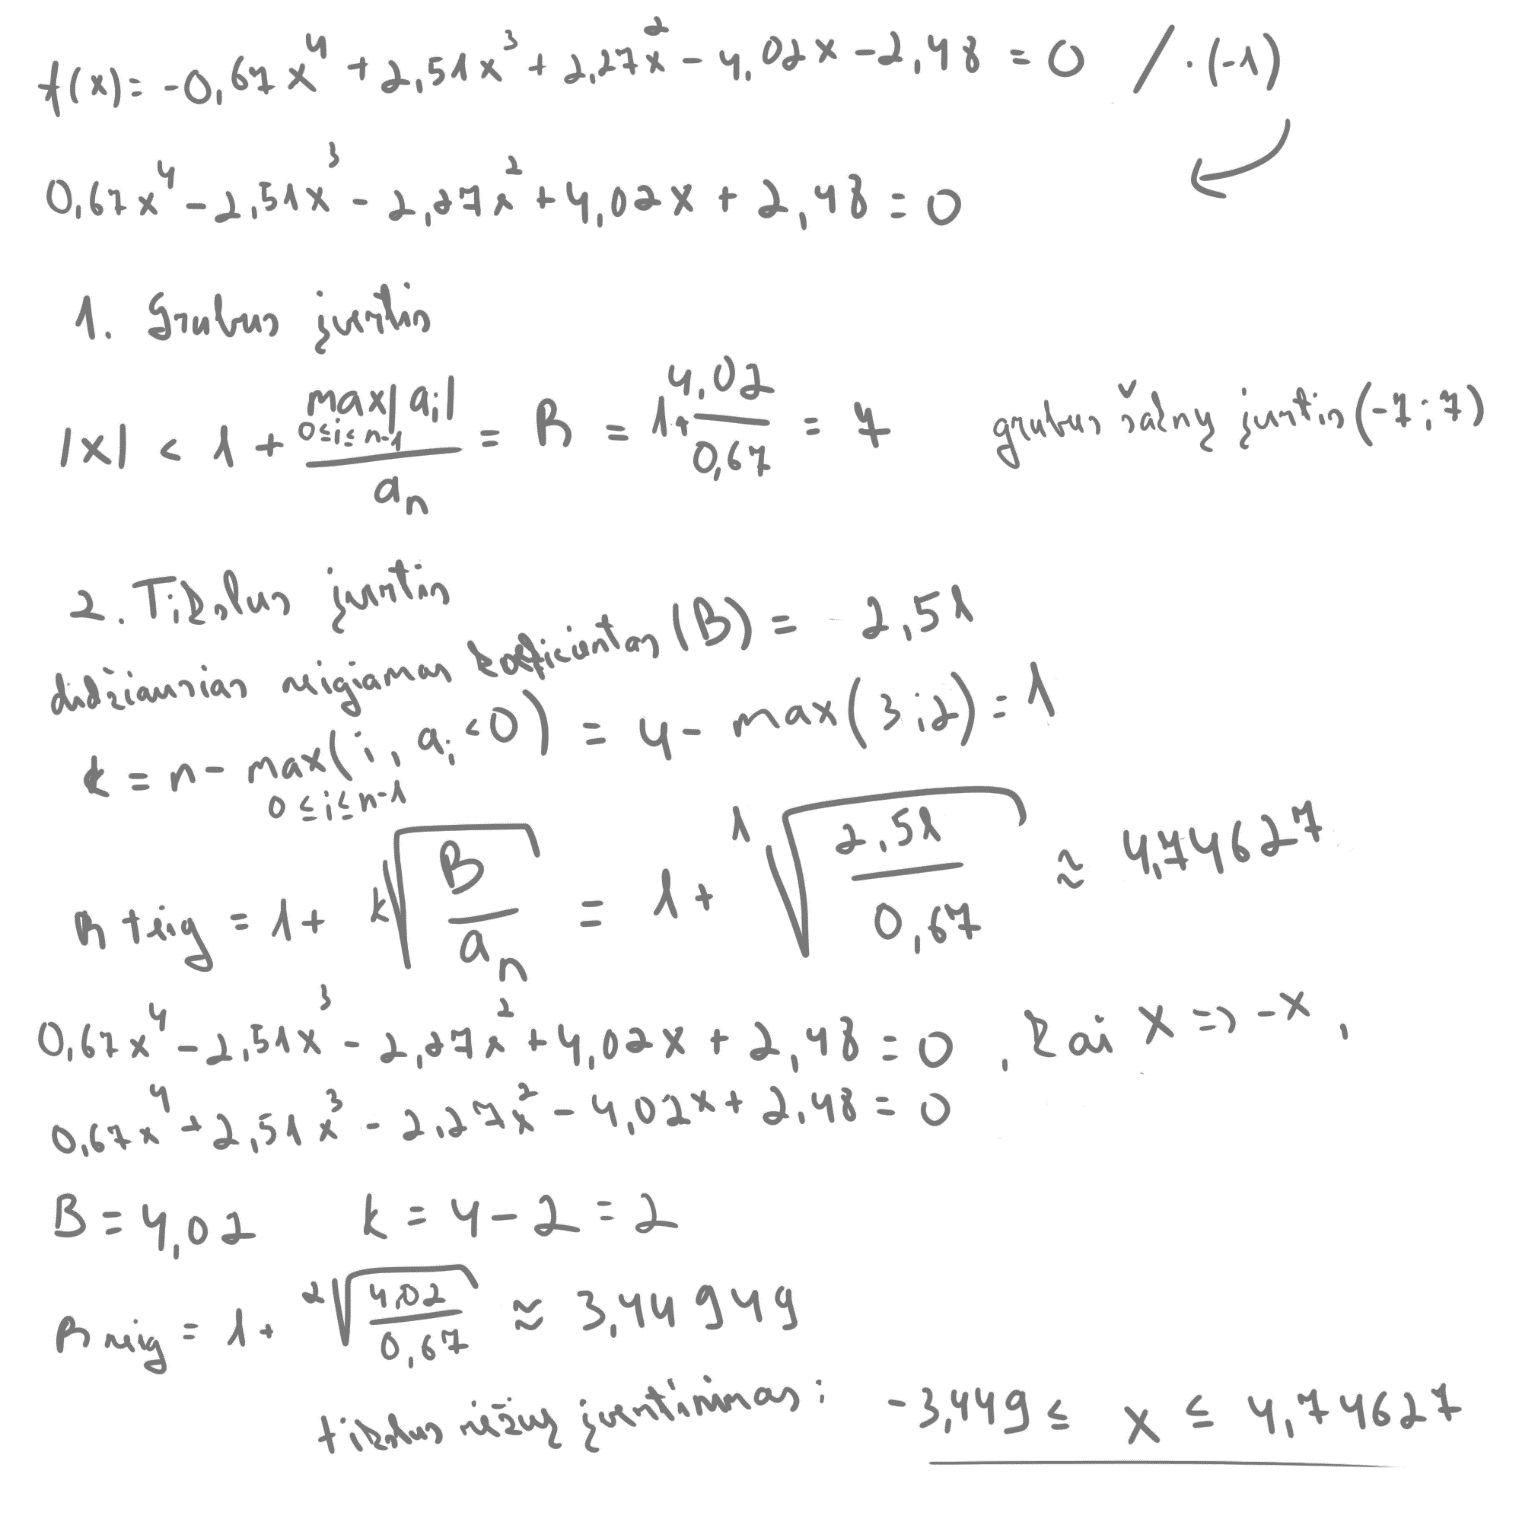 f(x) = -0,67x⁴ + 2,51x³ + 2,27x² - 4,02x - 2,48 = 0 / · (-1)
0,67x⁴ - 2,51x³ - 2,27x² + 4,02x + 2,48 = 0
1. Grubus įvertis
|x| < 1 + max|aᵢ| 0≤i≤n-1 / aₙ = R = 1 + 4,02 / 0,67 = 7 grubus šaknų įvertis (-7;7)
2. Tikslus įvertis
didžiausias neigiamas koeficientas (B) = 2,51
k = n - max(i, aᵢ<0) 0≤i≤n-1 = 4 - max(3;2) = 1
R teig = 1 + ᵏ√(B / aₙ) = 1 + ¹√(2,51 / 0,67) ≈ 4,74627
0,67x⁴ - 2,51x³ - 2,27x² + 4,02x + 2,48 = 0, kai x => -x,
0,67x⁴ + 2,51x³ - 2,27x² - 4,02x + 2,48 = 0
B = 4,02 k = 4 - 2 = 2
R neig = 1 + ²√(4,02 / 0,67) ≈ 3,44949
tikslus rėžių įvertinimas: -3,449 ≤ x ≤ 4,74627